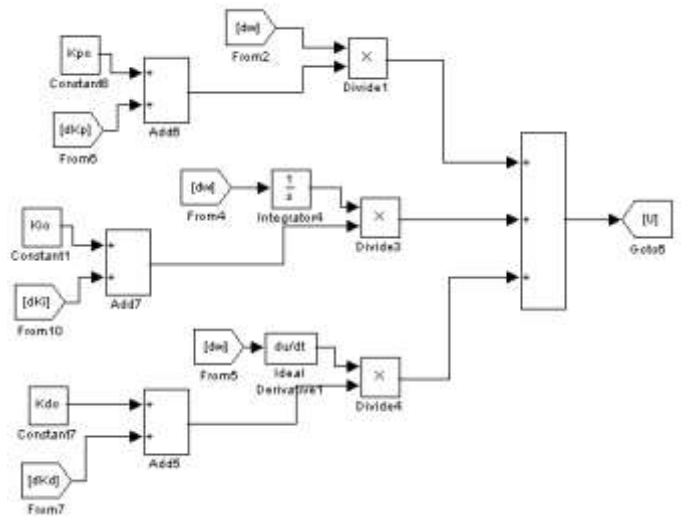 [dw]
From2
×
Divide1
Kpo
Constant6
+
+
Add6
[dKp]
From6
[dw]
From4
1
s
Integrator4
×
Divide3
Kio
Constant1
+
+
Add7
[dKi]
From10
+
+
+
[U]
Goto5
[dw]
From5
du/dt
Ideal
Derivative1
×
Divide4
Kdo
Constant7
+
+
Add5
[dKd]
From7